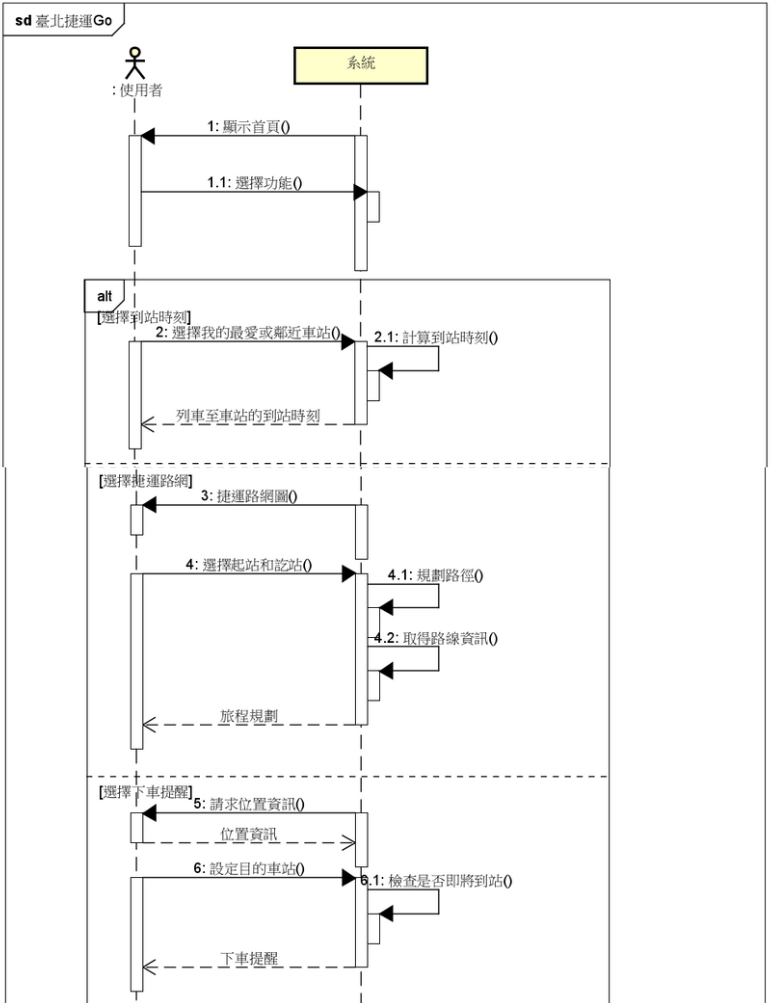 sd 臺北捷運Go
系統
: 使用者
1: 顯示首頁()
1.1: 選擇功能()
alt
[選擇到站時刻]
2: 選擇我的最愛或鄰近車站()
2.1: 計算到站時刻()
列車至車站的到站時刻
[選擇捷運路網]
3: 捷運路網圖()
4: 選擇起站和訖站()
4.1: 規劃路徑()
4.2: 取得路線資訊()
旅程規劃
[選擇下車提醒]
5: 請求位置資訊()
位置資訊
6: 設定目的車站()
6.1: 檢查是否即將到站()
下車提醒